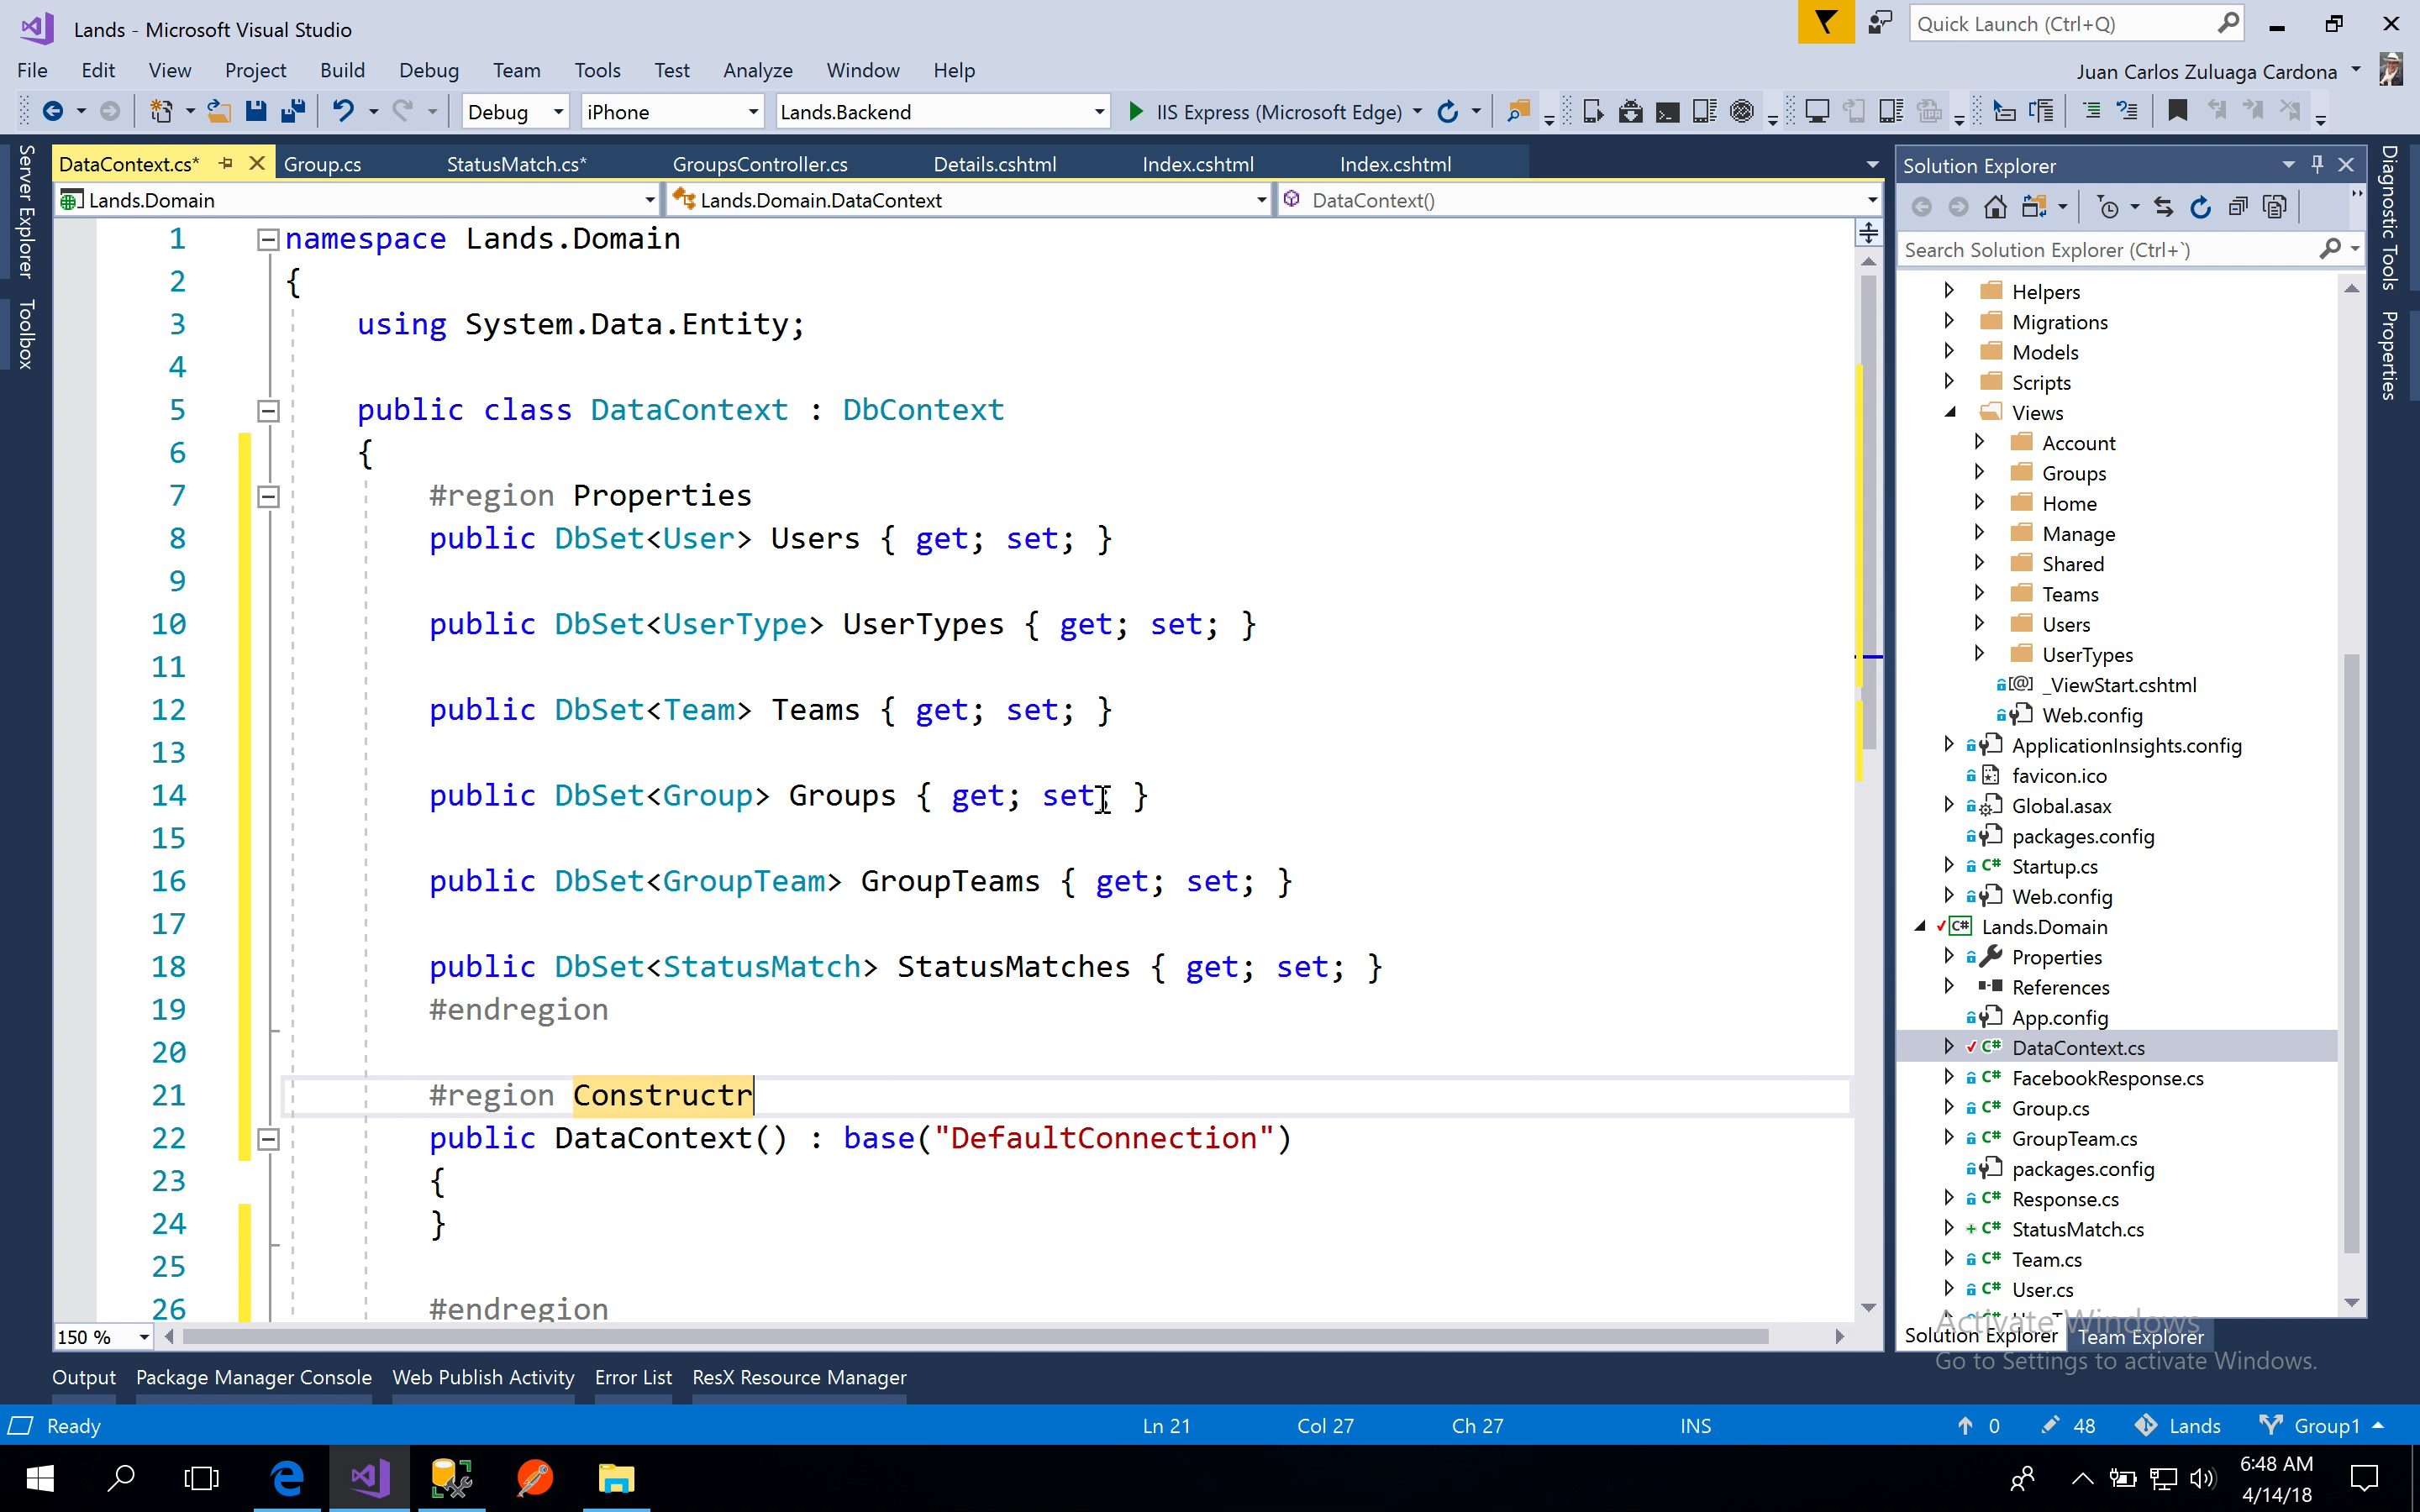 Lands - Microsoft Visual Studio
Quick Launch (Ctrl+Q)
File Edit View Project Build Debug Team Tools Test Analyze Window Help
Juan Carlos Zuluaga Cardona
Debug iPhone Lands.Backend IIS Express (Microsoft Edge)
Server Explorer
Toolbox
DataContext.cs* Group.cs StatusMatch.cs* GroupsController.cs Details.cshtml Index.cshtml Index.cshtml
Lands.Domain Lands.Domain.DataContext DataContext()
1 namespace Lands.Domain
2 {
3 using System.Data.Entity;
4
5 public class DataContext : DbContext
6 {
7 #region Properties
8 public DbSet<User> Users { get; set; }
9
10 public DbSet<UserType> UserTypes { get; set; }
11
12 public DbSet<Team> Teams { get; set; }
13
14 public DbSet<Group> Groups { get; set; }
15
16 public DbSet<GroupTeam> GroupTeams { get; set; }
17
18 public DbSet<StatusMatch> StatusMatches { get; set; }
19 #endregion
20
21 #region Constructr
22 public DataContext() : base("DefaultConnection")
23 {
24 }
25
26 #endregion
150 %
Solution Explorer
Search Solution Explorer (Ctrl+`)
Helpers
Migrations
Models
Scripts
Views
Account
Groups
Home
Manage
Shared
Teams
Users
UserTypes
_ViewStart.cshtml
Web.config
ApplicationInsights.config
favicon.ico
Global.asax
packages.config
Startup.cs
Web.config
Lands.Domain
Properties
References
App.config
DataContext.cs
FacebookResponse.cs
Group.cs
GroupTeam.cs
packages.config
Response.cs
StatusMatch.cs
Team.cs
User.cs
Solution Explorer Team Explorer
Activate Windows
Go to Settings to activate Windows.
Diagnostic Tools
Properties
Output Package Manager Console Web Publish Activity Error List ResX Resource Manager
Ready Ln 21 Col 27 Ch 27 INS 0 48 Lands Group1
6:48 AM
4/14/18